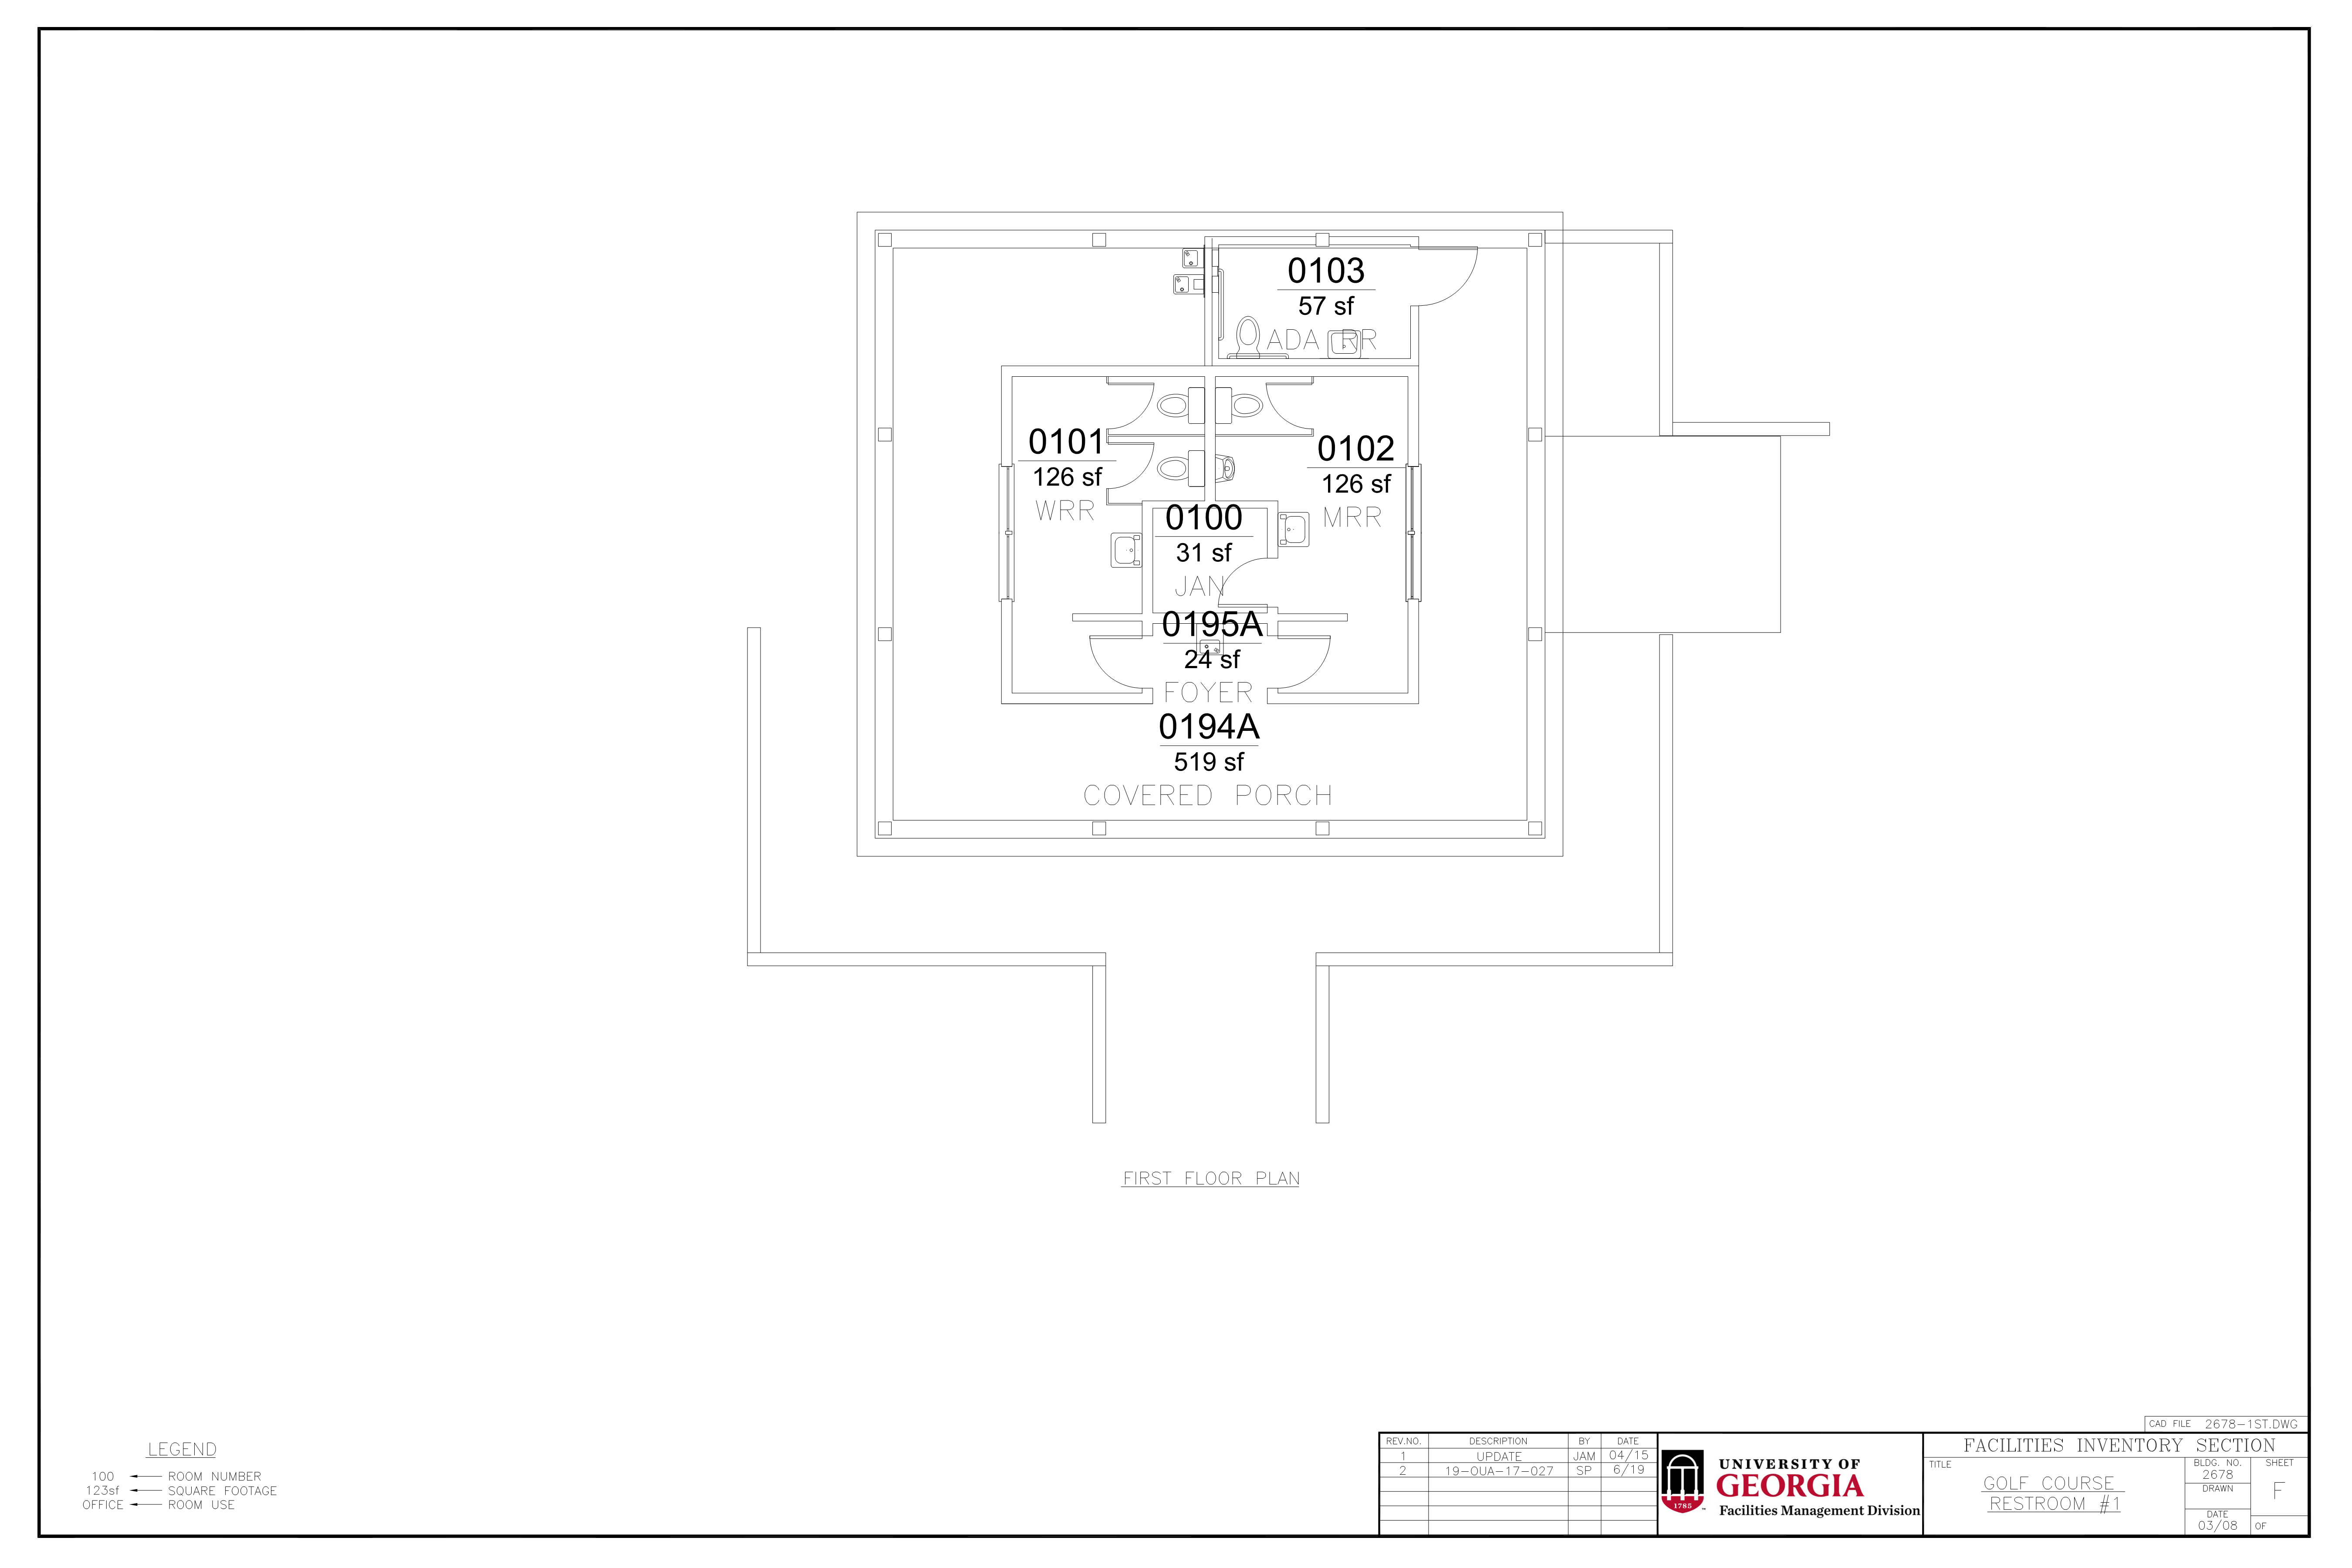 0103
57 sf
ADA RR
0101
126 sf
WRR
0102
126 sf
MRR
0100
31 sf
JAN
0195A
24 sf
FOYER
0194A
519 sf
COVERED PORCH
FIRST FLOOR PLAN
LEGEND
100 ROOM NUMBER
123sf SQUARE FOOTAGE
OFFICE ROOM USE
CAD FILE 2678-1ST.DWG
REV.NO. DESCRIPTION BY DATE
1 UPDATE JAM 04/15
2 19-OUA-17-027 SP 6/19
1785
UNIVERSITY OF
GEORGIA
Facilities Management Division
FACILITIES INVENTORY SECTION
TITLE
GOLF COURSE
RESTROOM #1
BLDG. NO.
2678
DRAWN
DATE
03/08
SHEET
F
OF